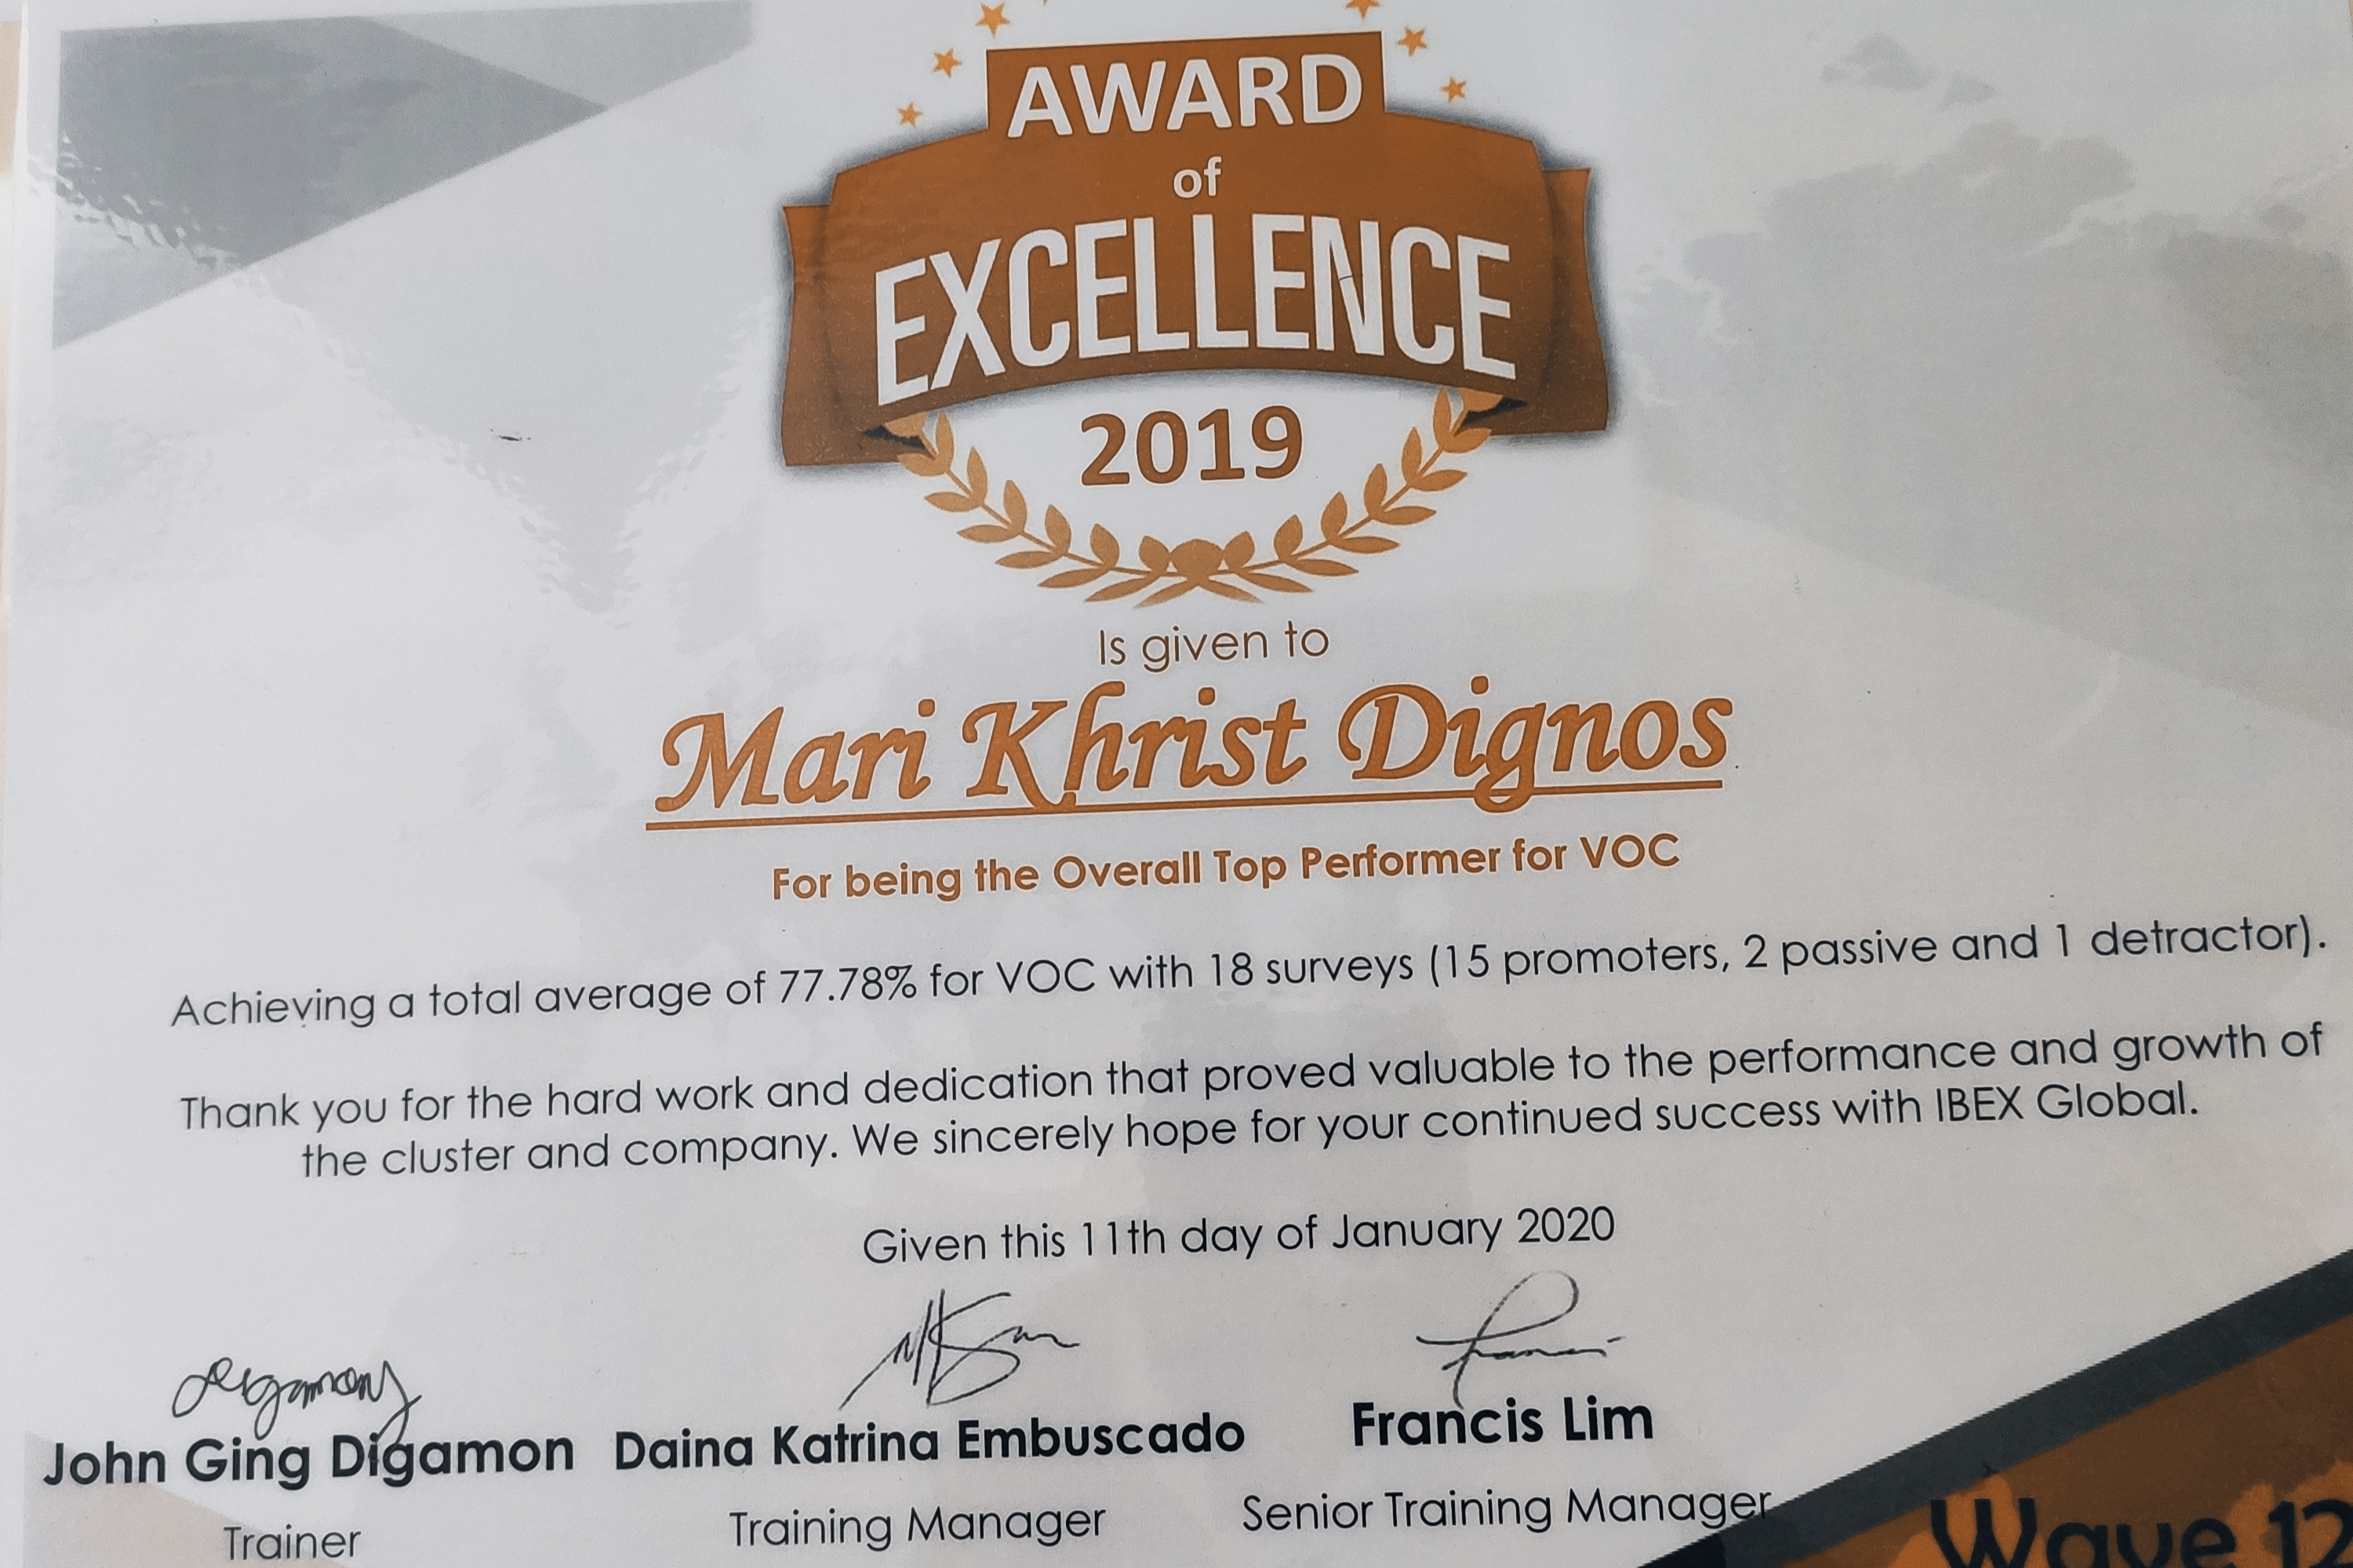 AWARD
of
EXCELLENCE
2019
Is given to
Mari Khrist Dignos
For being the Overall Top Performer for VOC
Achieving a total average of 77.78% for VOC with 18 surveys (15 promoters, 2 passive and 1 detractor).
Thank you for the hard work and dedication that proved valuable to the performance and growth of
the cluster and company. We sincerely hope for your continued success with IBEX Global.
Given this 11th day of January 2020
John Ging Digamon Daina Katrina Embuscado Francis Lim
Trainer Training Manager Senior Training Manager
Wave 12